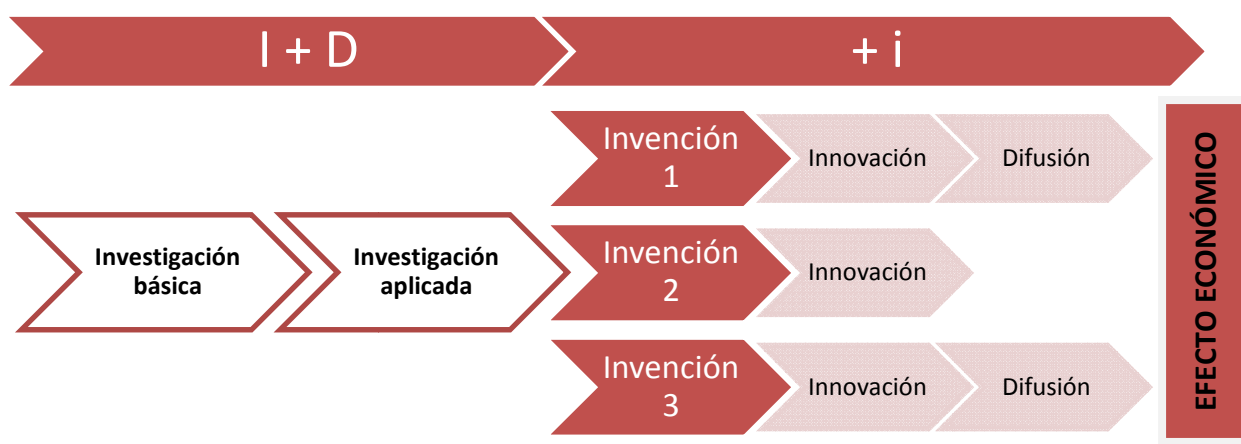 I + D
+ i
Invención
1
Innovación
Difusión
Investigación
básica
Investigación
aplicada
Invención
2
Innovación
Invención
3
Innovación
Difusión
EFECTO ECONÓMICO